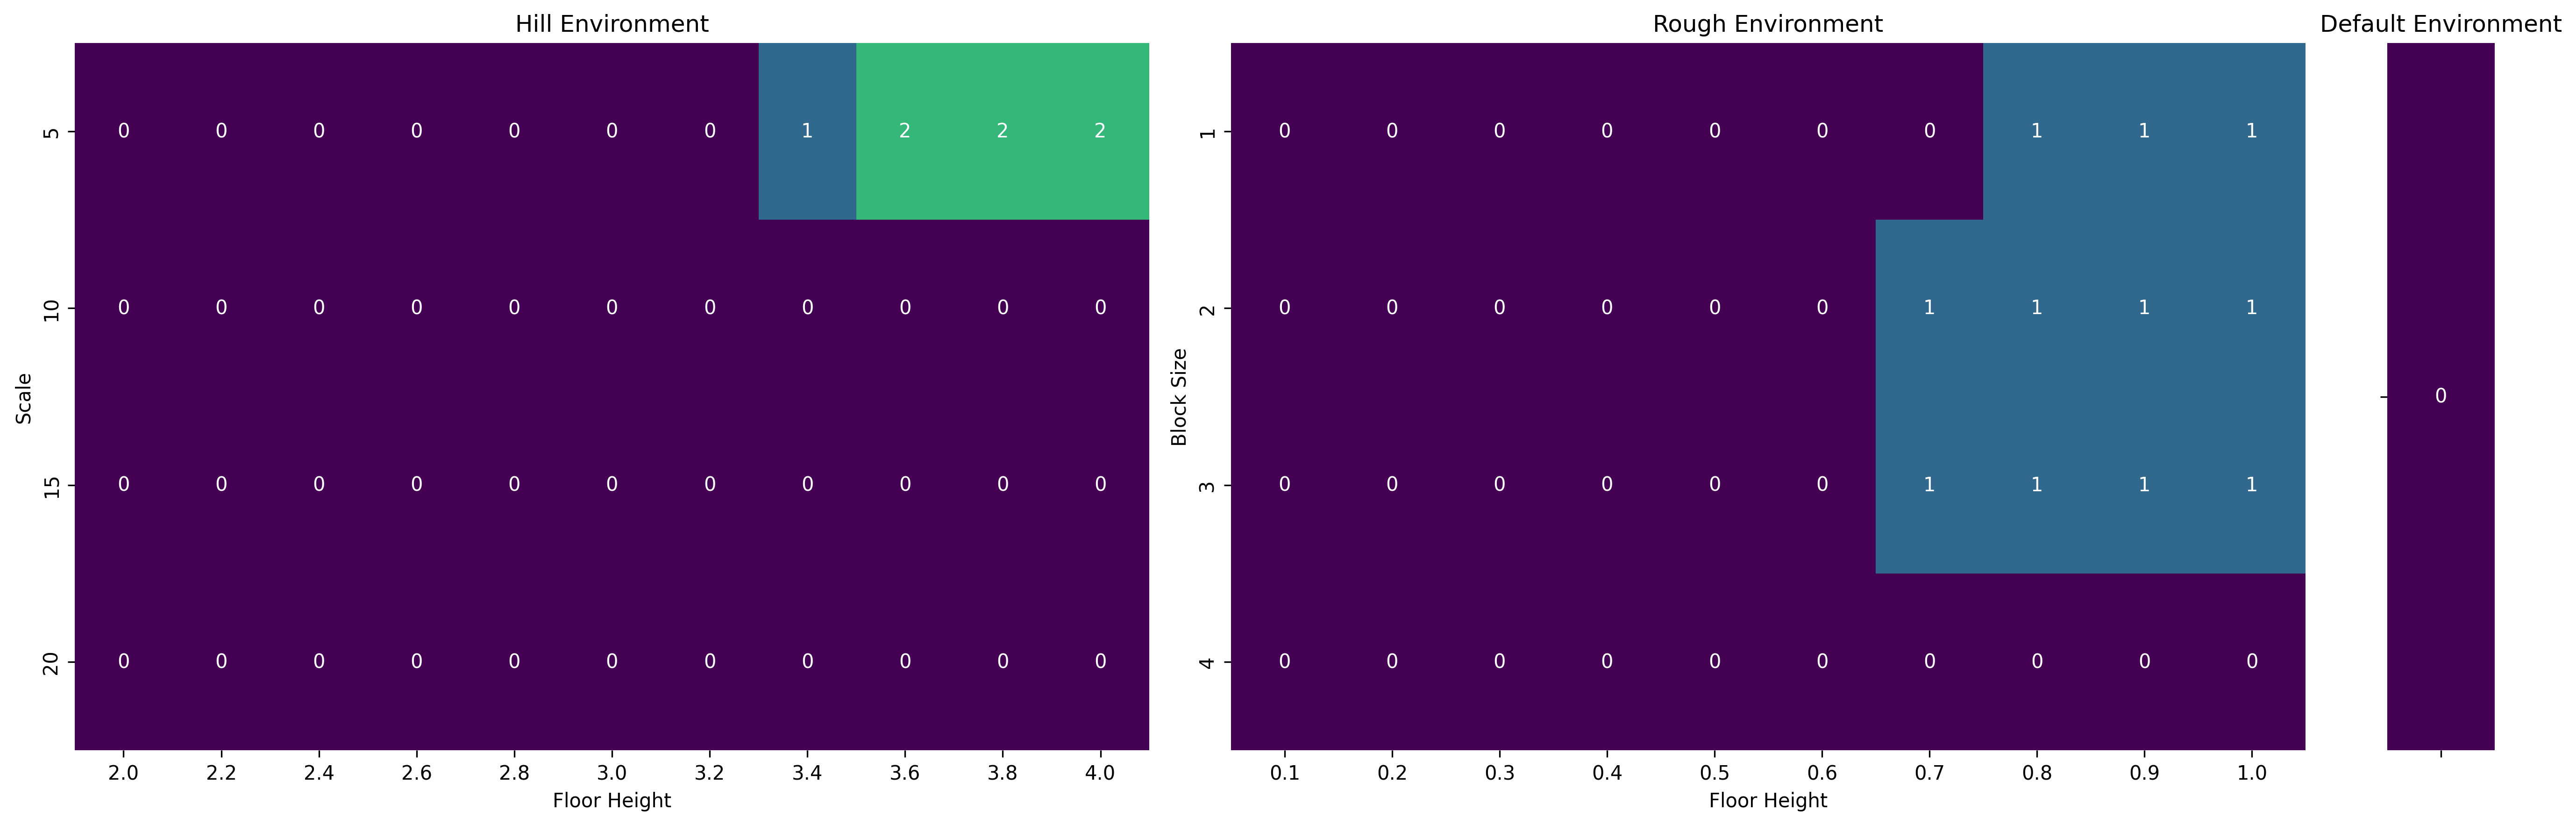 Hill Environment
Scale
5 0 0 0 0 0 0 0 1 2 2 2
10 0 0 0 0 0 0 0 0 0 0 0
15 0 0 0 0 0 0 0 0 0 0 0
20 0 0 0 0 0 0 0 0 0 0 0
2.0 2.2 2.4 2.6 2.8 3.0 3.2 3.4 3.6 3.8 4.0
Floor Height
Rough Environment
Block Size
1 0 0 0 0 0 0 0 1 1 1
2 0 0 0 0 0 0 1 1 1 1
3 0 0 0 0 0 0 1 1 1 1
4 0 0 0 0 0 0 0 0 0 0
0.1 0.2 0.3 0.4 0.5 0.6 0.7 0.8 0.9 1.0
Floor Height
Default Environment
0